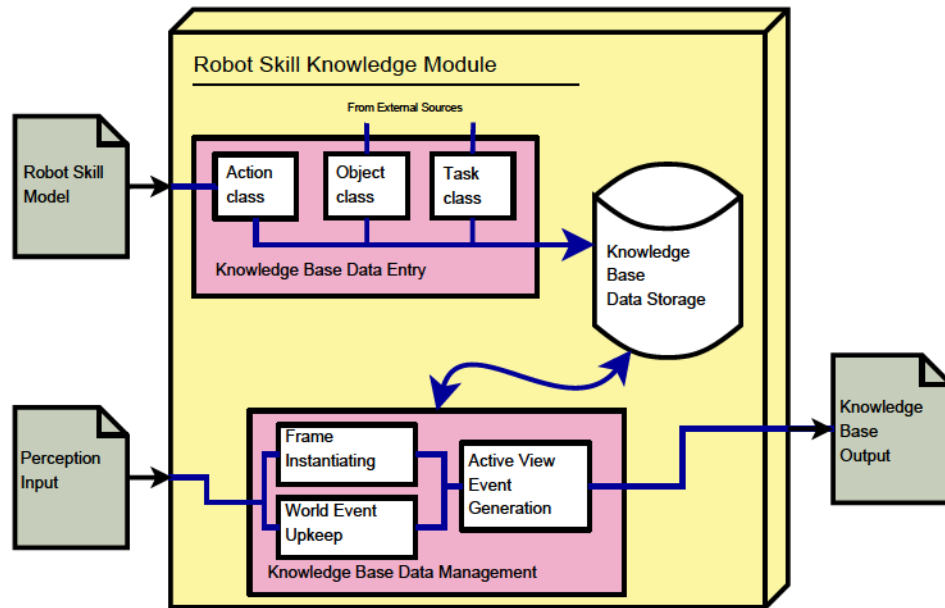 Robot Skill Knowledge Module
From External Sources
Robot Skill
Model
Action
class
Object
class
Task
class
Knowledge Base Data Entry
Knowledge
Base
Data Storage
Perception
Input
Frame
Instantiating
World Event
Upkeep
Active View
Event
Generation
Knowledge Base Data Management
Knowledge
Base
Output